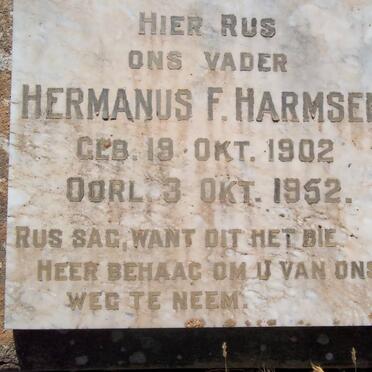 HIER RUS
ONS VADER
HERMANUS F. HARMSE
GEB. 19 OKT. 1902
OORL. 3 OKT. 1952.
RUS SAG, WANT DIT HET DIE
HEER BEHAAG OM U VAN ONS
WEG TE NEEM.